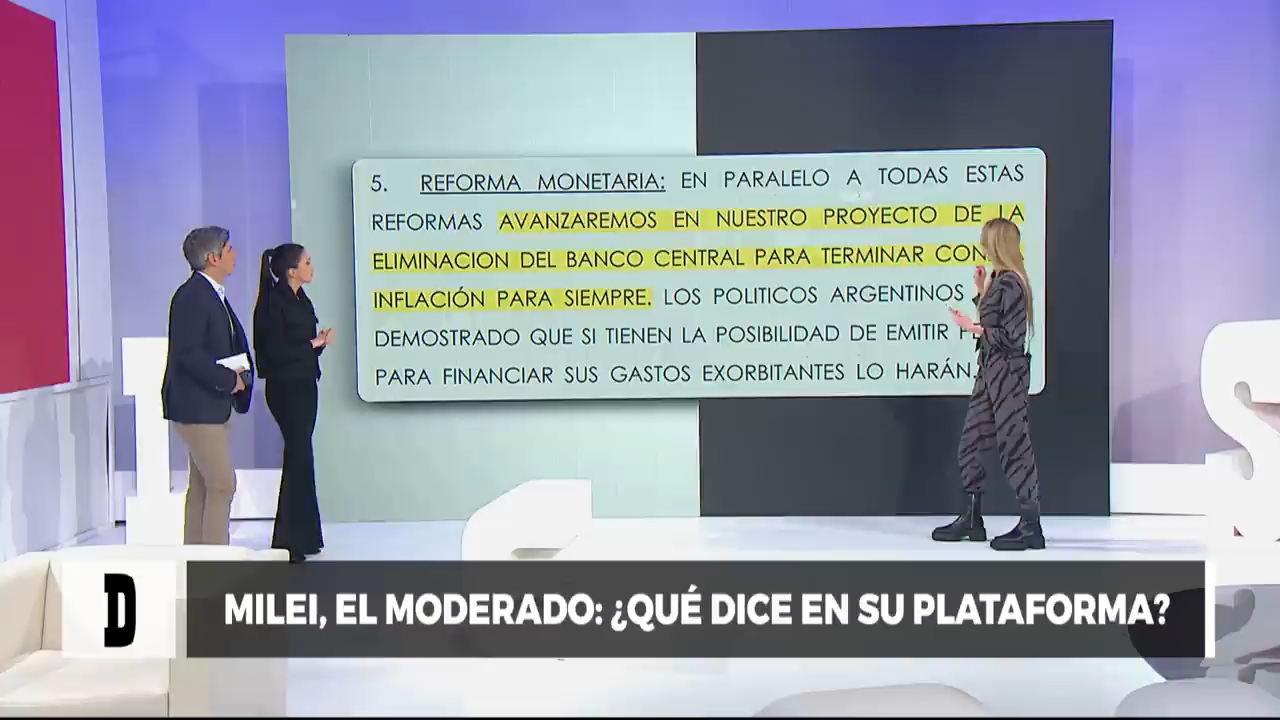 5. REFORMA MONETARIA: EN PARALELO A TODAS ESTAS
REFORMAS AVANZAREMOS EN NUESTRO PROYECTO DE LA
ELIMINACION DEL BANCO CENTRAL PARA TERMINAR CON
INFLACIÓN PARA SIEMPRE. LOS POLITICOS ARGENTINOS
DEMOSTRADO QUE SI TIENEN LA POSIBILIDAD DE EMITIR
PARA FINANCIAR SUS GASTOS EXORBITANTES LO HARÁN.
D
MILEI, EL MODERADO: ¿QUÉ DICE EN SU PLATAFORMA?